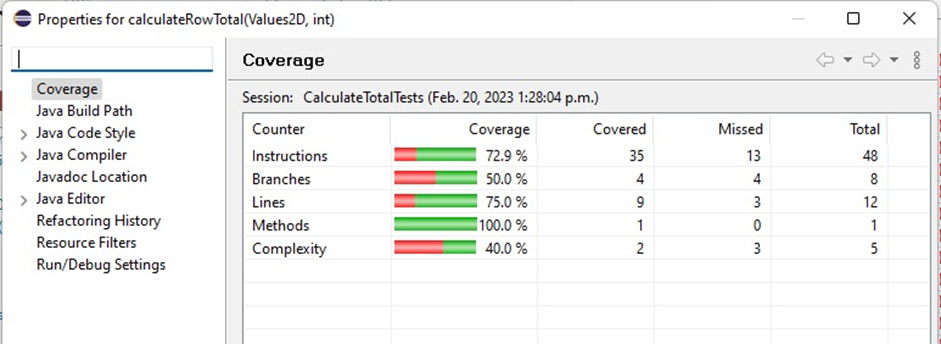 Properties for calculateRowTotal(Values2D, int)
Coverage
Java Build Path
Java Code Style
Java Compiler
Javadoc Location
Java Editor
Refactoring History
Resource Filters
Run/Debug Settings
Coverage
Session: CalculateTotalTests (Feb. 20, 2023 1:28:04 p.m.)
Counter Coverage Covered Missed Total
Instructions 72.9 % 35 13 48
Branches 50.0 % 4 4 8
Lines 75.0 % 9 3 12
Methods 100.0 % 1 0 1
Complexity 40.0 % 2 3 5